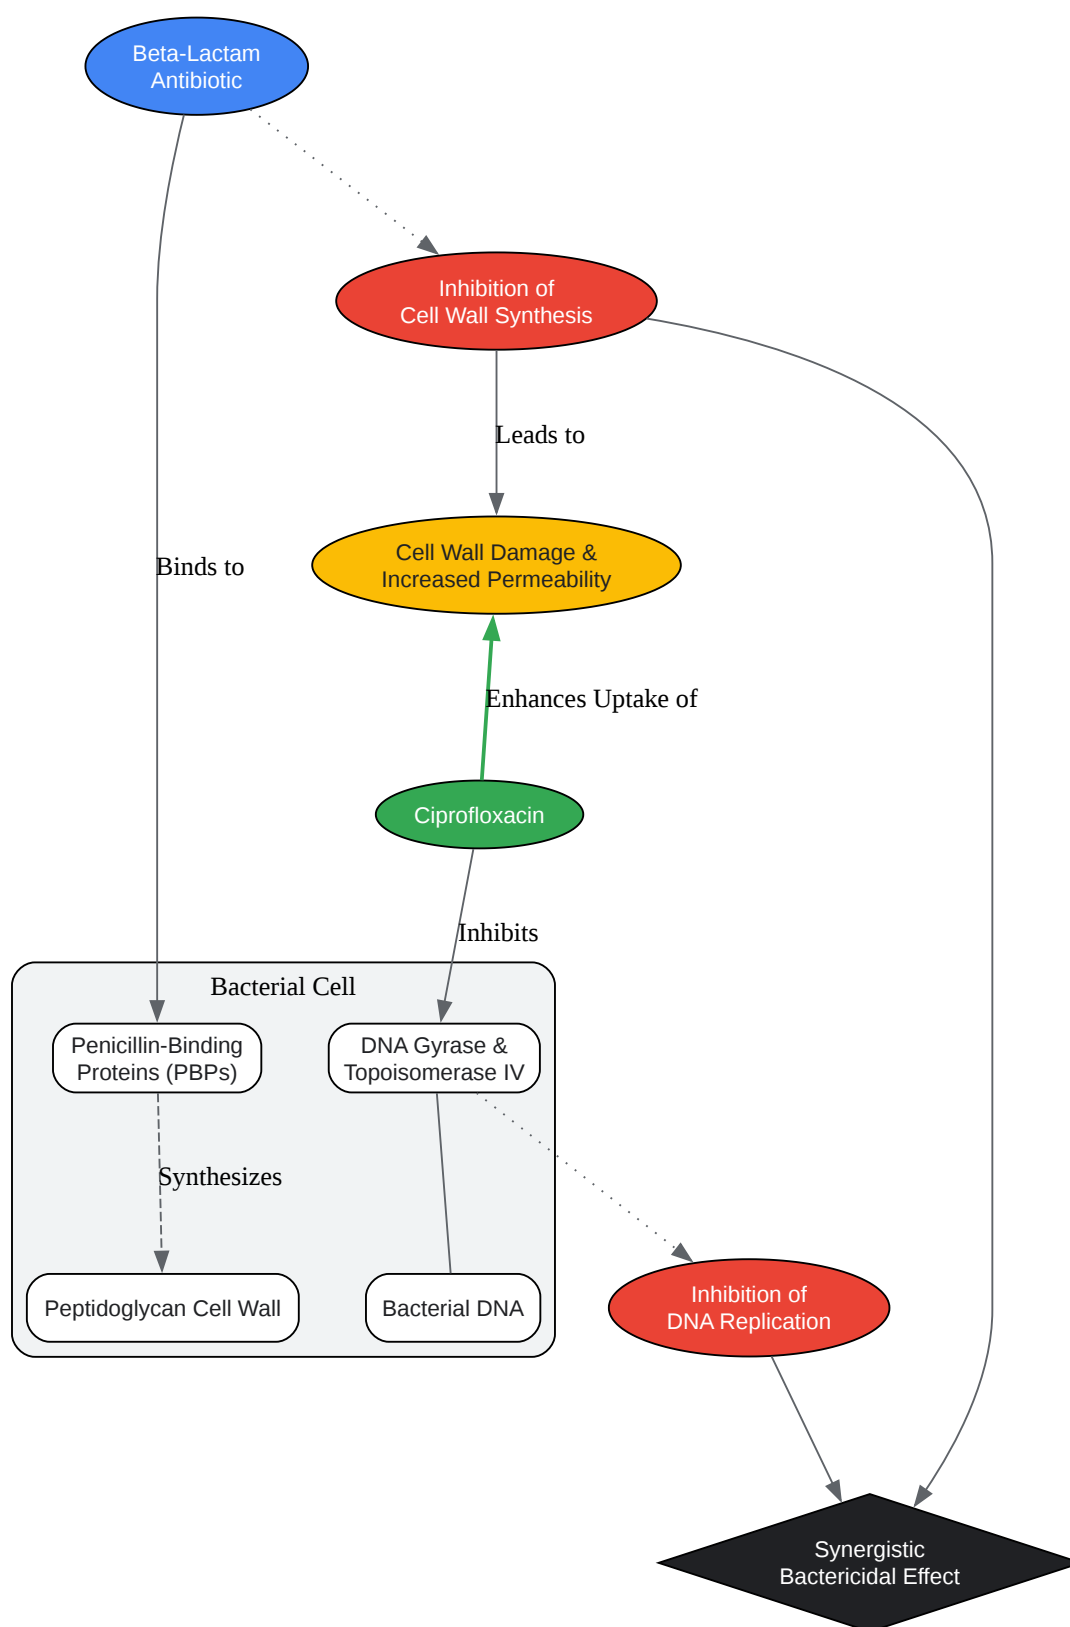 Beta-Lactam
Antibiotic
Inhibition of
Cell Wall Synthesis
Leads to
Cell Wall Damage &
Increased Permeability
Binds to
Enhances Uptake of
Ciprofloxacin
Inhibits
Bacterial Cell
Penicillin-Binding
Proteins (PBPs)
DNA Gyrase &
Topoisomerase IV
Synthesizes
Peptidoglycan Cell Wall
Bacterial DNA
Inhibition of
DNA Replication
Synergistic
Bactericidal Effect